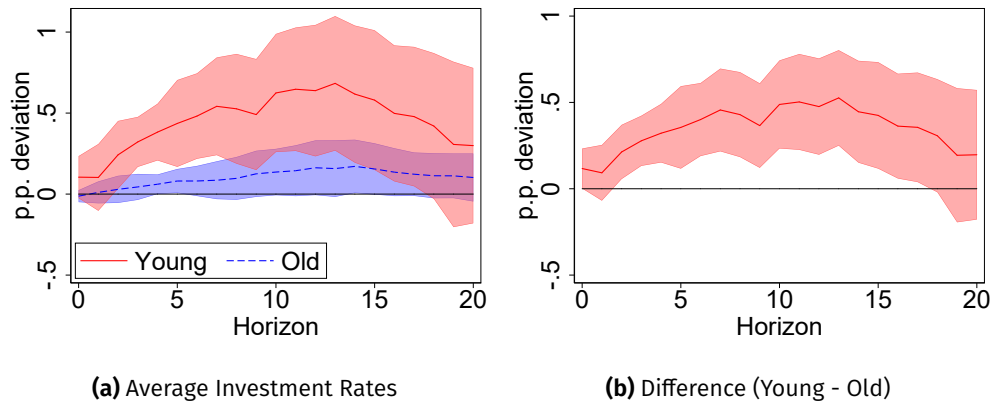 p.p. deviation
1
.5
0
-.5
Young
Old
0
5
10
15
20
Horizon
(a) Average Investment Rates
p.p. deviation
1
.5
0
-.5
0
5
10
15
20
Horizon
(b) Difference (Young - Old)